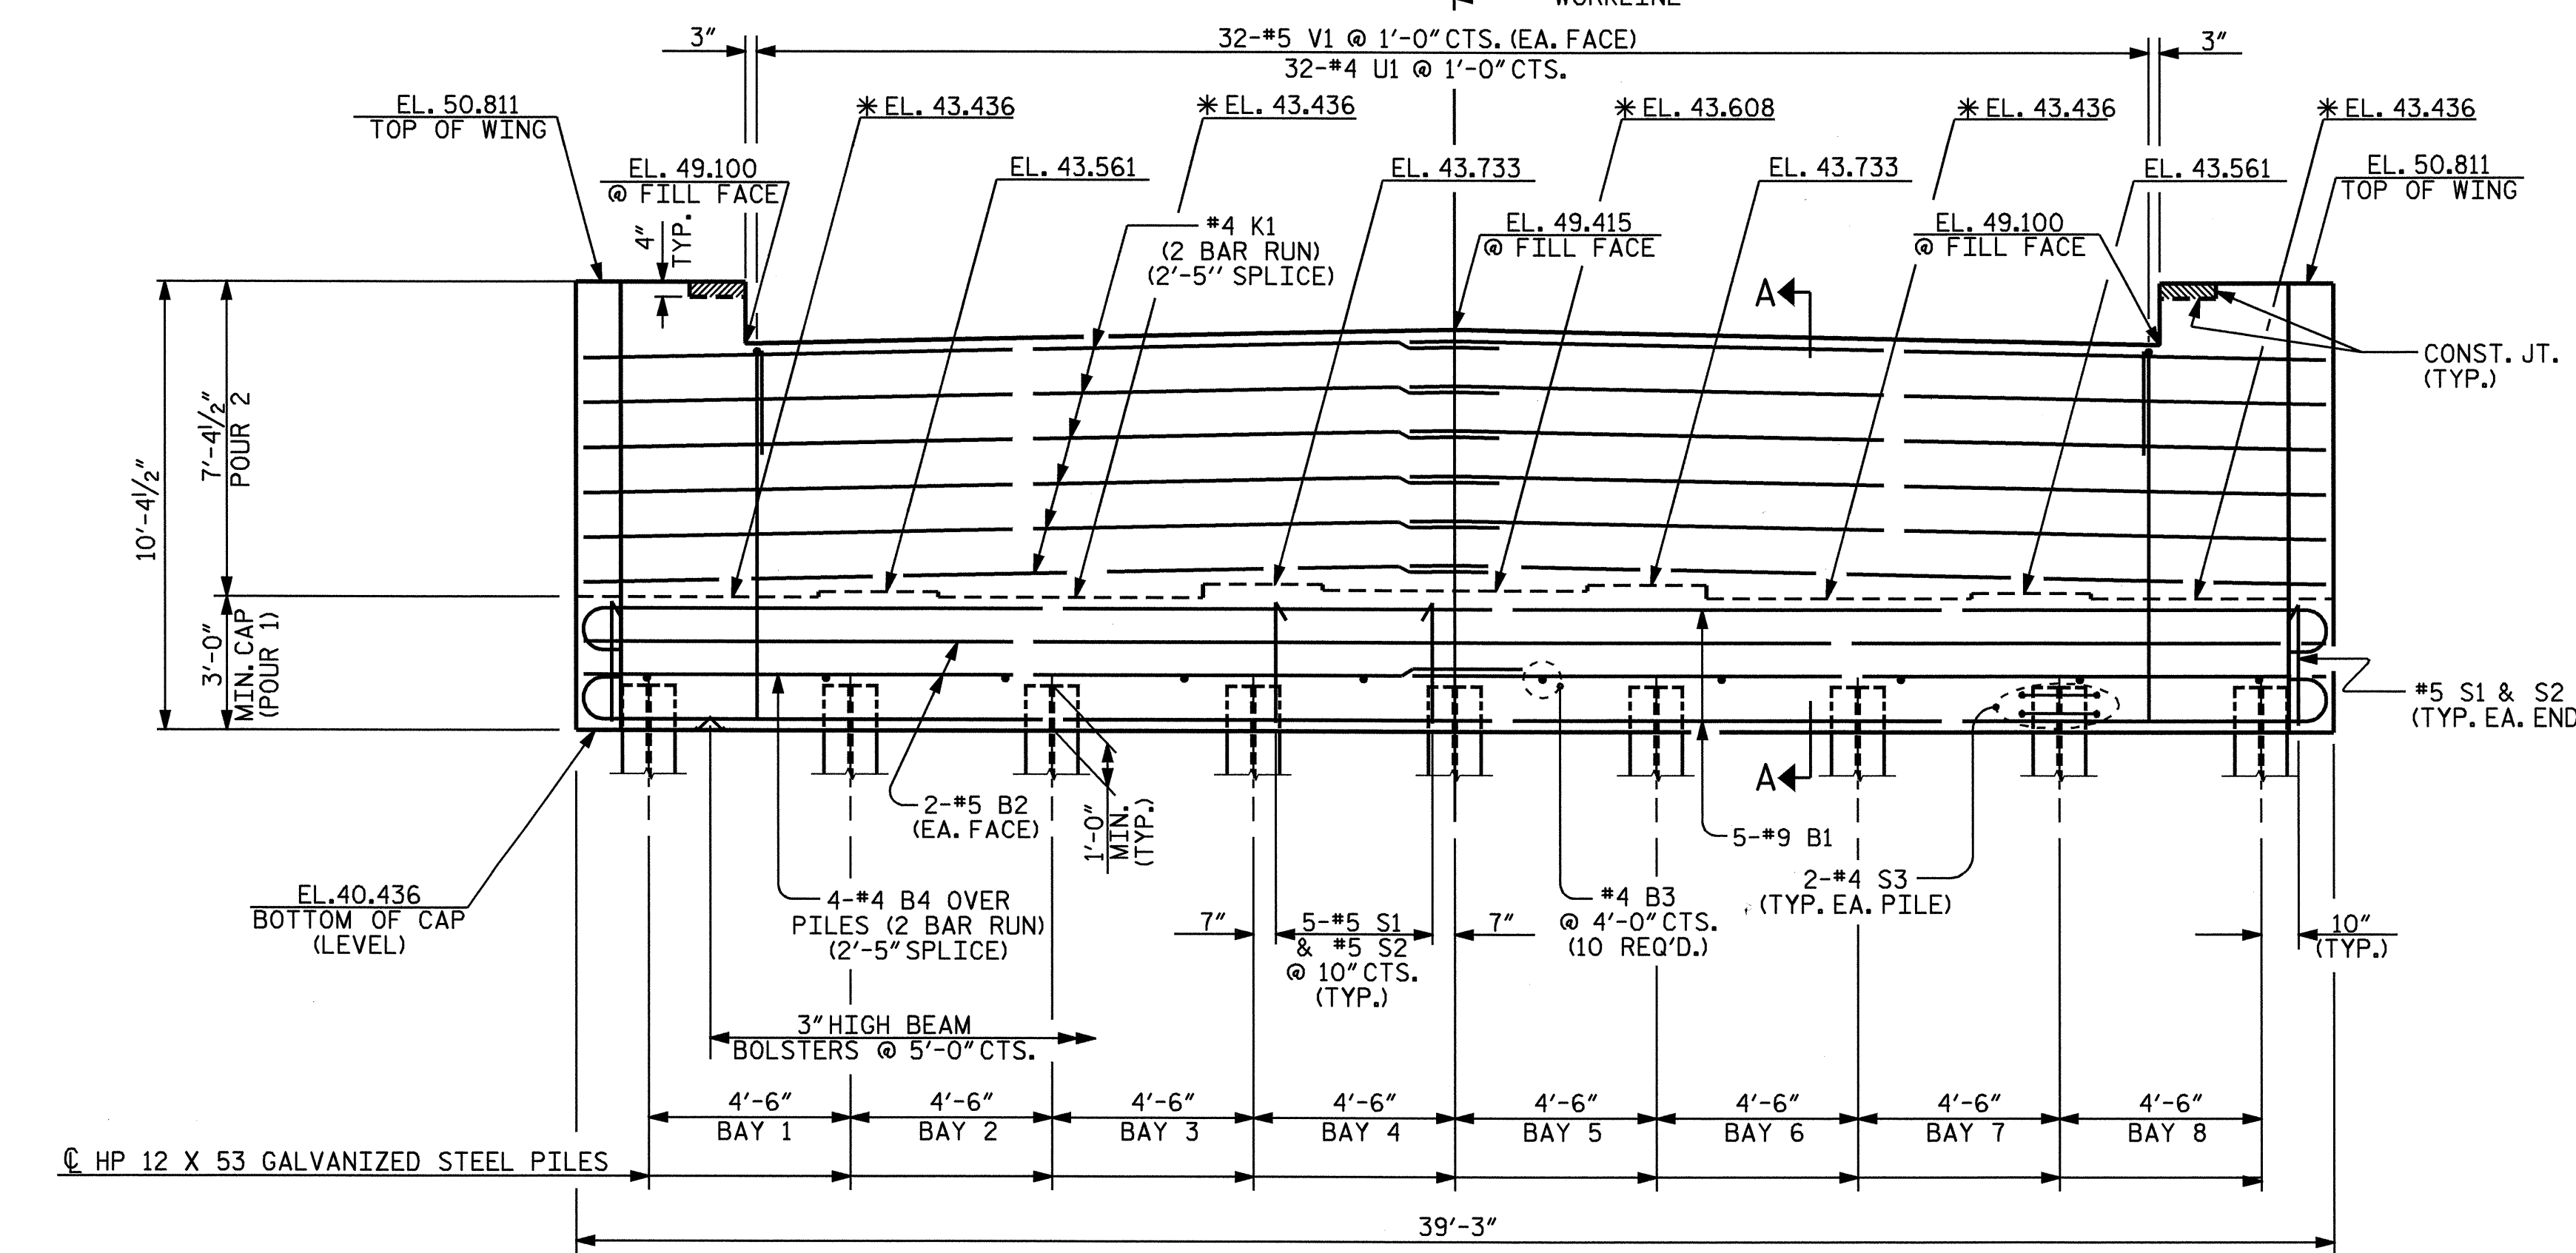 WORKLINE
3"
32-#5 V1 @ 1'-0" CTS. (EA. FACE)
3"
32-#4 U1 @ 1'-0" CTS.
EL. 50.811
TOP OF WING
* EL. 43.436
* EL. 43.436
* EL. 43.608
* EL. 43.436
* EL. 43.436
EL. 49.100
@ FILL FACE
EL. 43.561
EL. 43.733
EL. 43.733
EL. 43.561
EL. 50.811
TOP OF WING
4"
TYP.
#4 K1
(2 BAR RUN)
(2'-5" SPLICE)
EL. 49.415
@ FILL FACE
EL. 49.100
@ FILL FACE
A
CONST. JT.
(TYP.)
10'-4 1/2"
7'-4 1/2"
POUR 2
3'-0"
MIN. CAP
(POUR 1)
#5 S1 & S2
(TYP. EA. END
A
2-#5 B2
(EA. FACE)
1'-0"
MIN.
(TYP.)
5-#9 B1
EL. 40.436
BOTTOM OF CAP
(LEVEL)
4-#4 B4 OVER
PILES (2 BAR RUN)
(2'-5" SPLICE)
7"
5-#5 S1
& #5 S2
@ 10" CTS.
(TYP.)
7"
#4 B3
@ 4'-0" CTS.
(10 REQ'D.)
2-#4 S3
(TYP. EA. PILE)
10"
(TYP.)
3" HIGH BEAM
BOLSTERS @ 5'-0" CTS.
4'-6"
BAY 1
4'-6"
BAY 2
4'-6"
BAY 3
4'-6"
BAY 4
4'-6"
BAY 5
4'-6"
BAY 6
4'-6"
BAY 7
4'-6"
BAY 8
℄ HP 12 X 53 GALVANIZED STEEL PILES
39'-3"